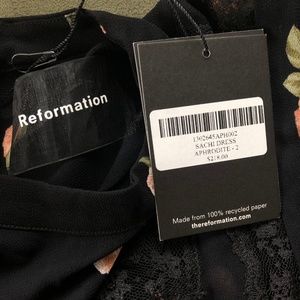 Reformation
1302645APH002
SACHI DRESS
APHRODITE - 2
$218.00
Made from 100% recycled paper
thereformation.com